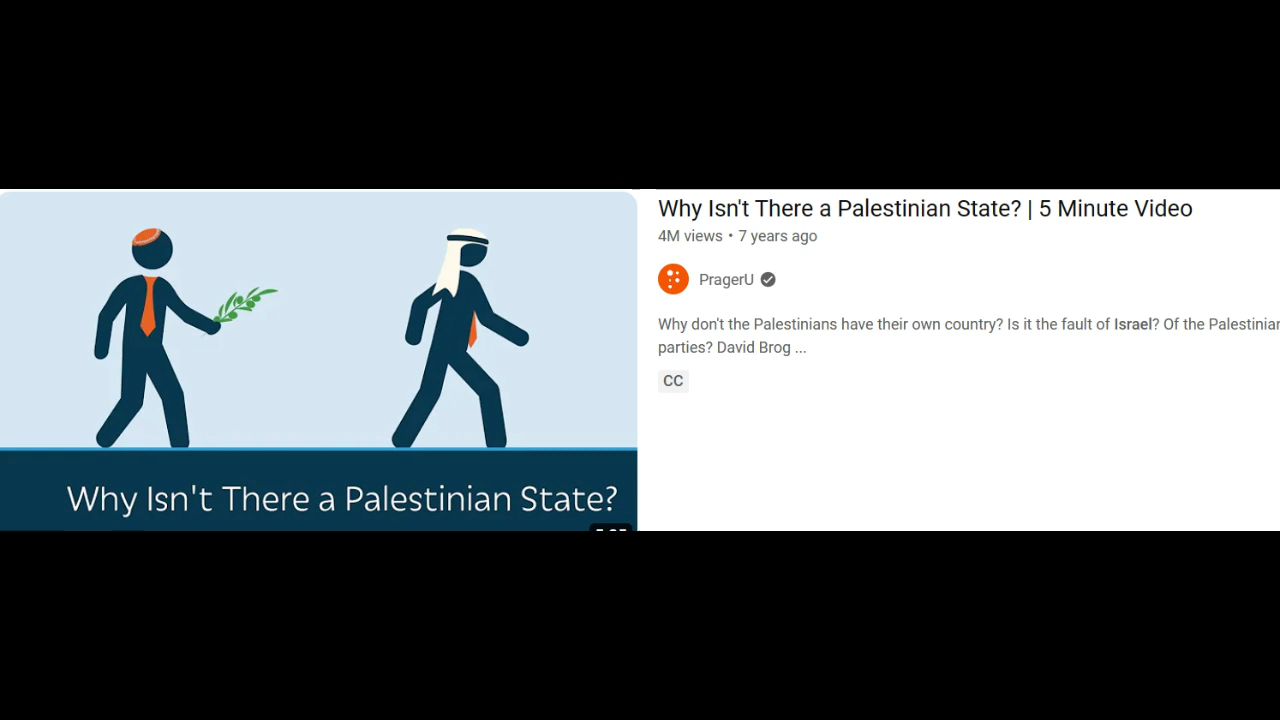 Why Isn't There a Palestinian State?
Why Isn't There a Palestinian State? | 5 Minute Video
4M views • 7 years ago
PragerU
Why don't the Palestinians have their own country? Is it the fault of Israel? Of the
parties? David Brog ...
CC